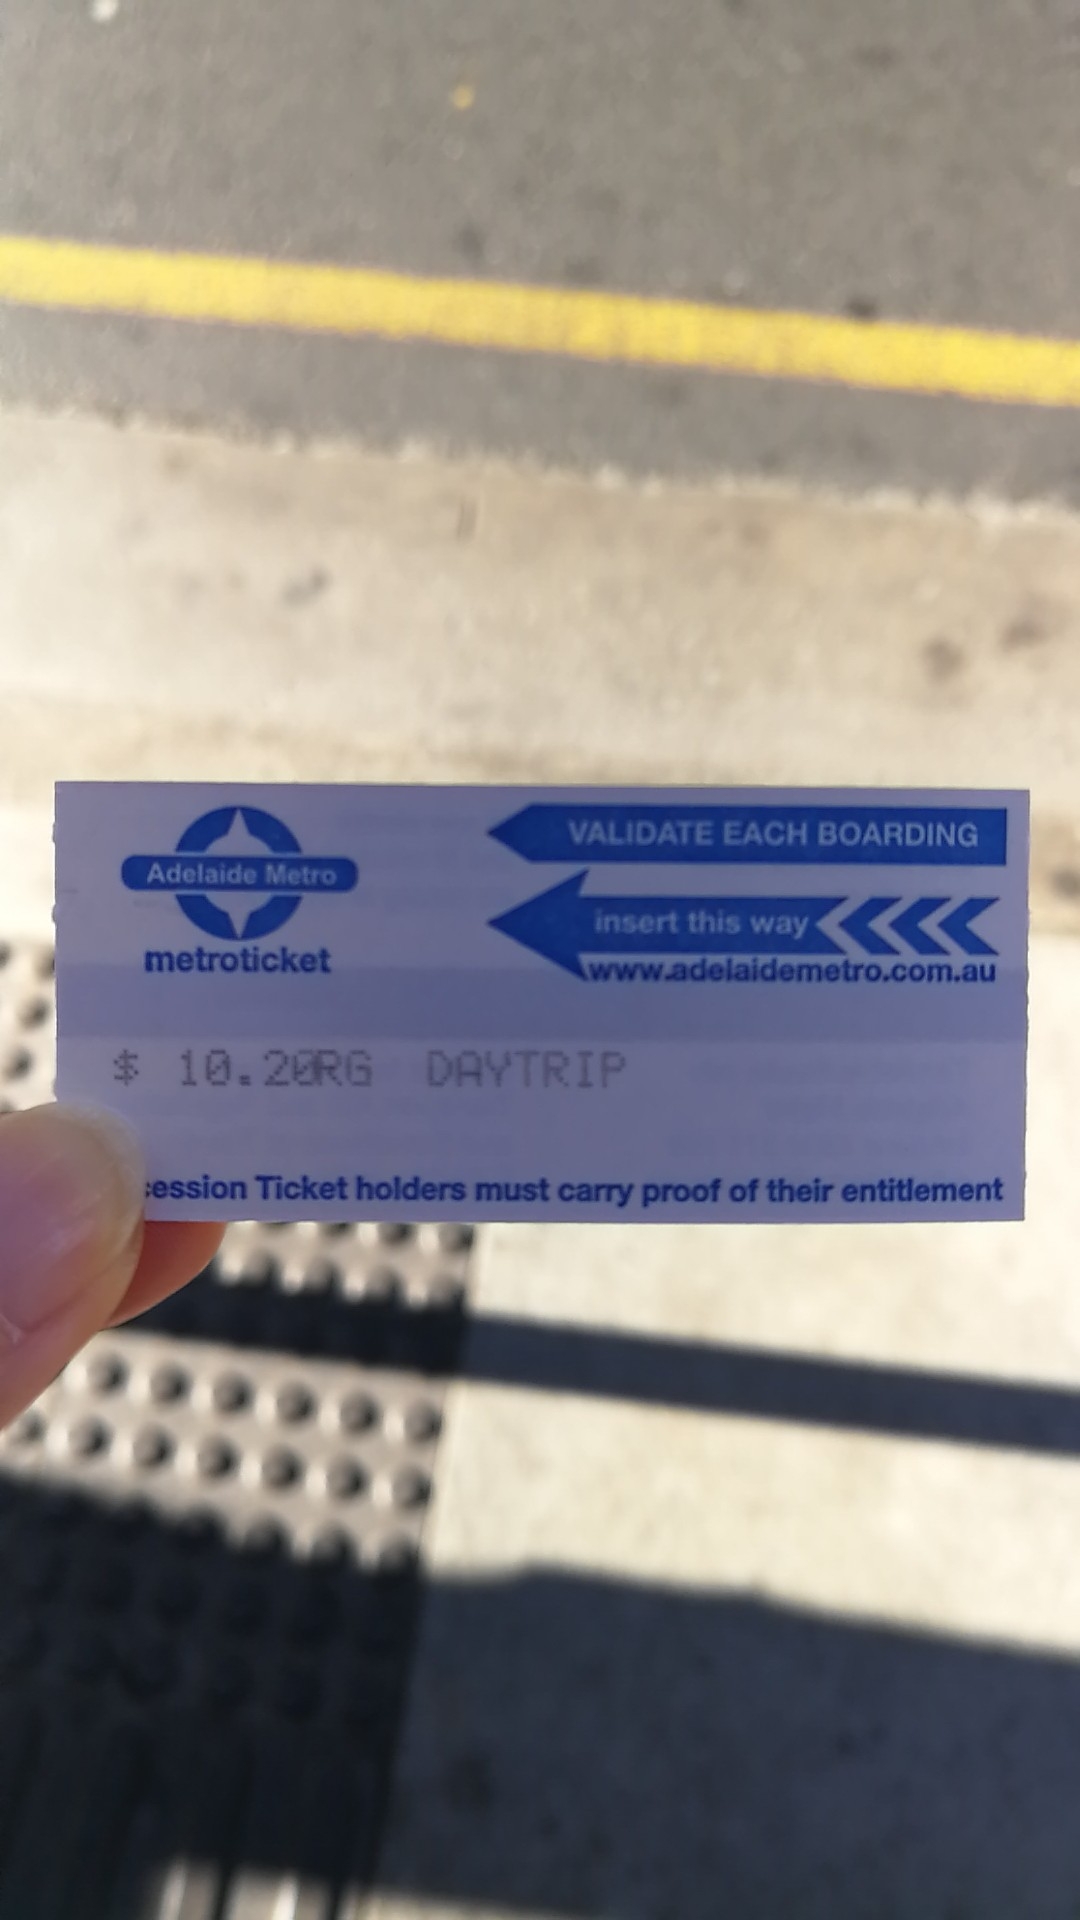 Adelaide Metro
metroticket
VALIDATE EACH BOARDING
insert this way
www.adelaidemetro.com.au
$ 10.20RG DAYTRIP
cession Ticket holders must carry proof of their entitlement